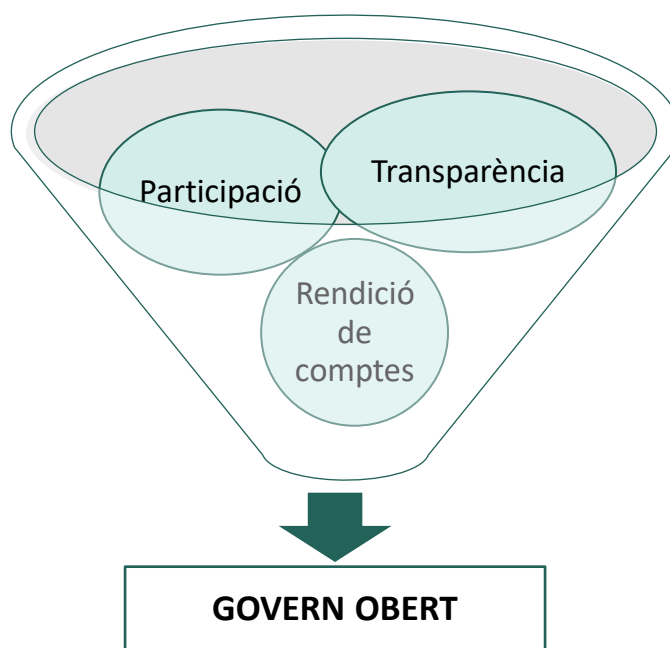 Participació
Transparència
Rendició
de
comptes
GOVERN OBERT